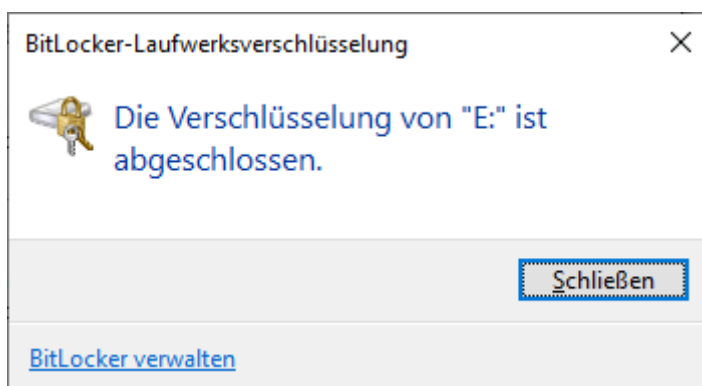 BitLocker-Laufwerksverschlüsselung
Die Verschlüsselung von "E:" ist
abgeschlossen.
Schließen
BitLocker verwalten